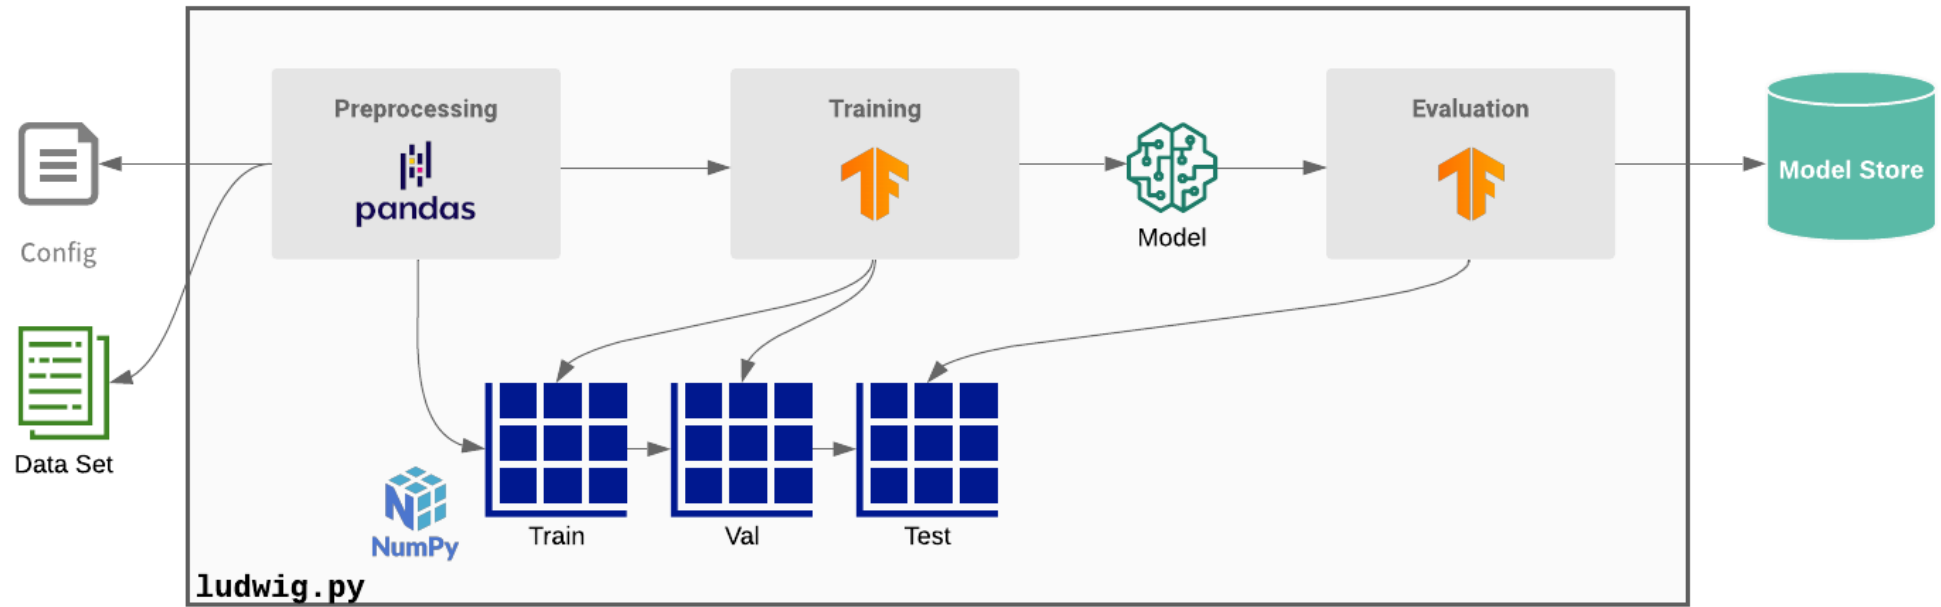 Preprocessing
pandas
Training
Evaluation
Model
Model Store
Config
Data Set
NumPy
Train
Val
Test
ludwig.py